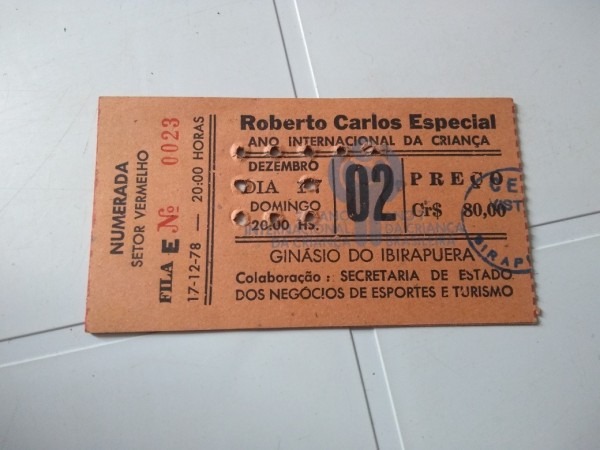 NUMERADA
SETOR VERMELHO
FILA E № 0023
17-12-78 — 20:00 HORAS
Roberto Carlos Especial
ANO INTERNACIONAL DA CRIANÇA
DEZEMBRO
DIA 17
DOMINGO
20:00 HS.
02
PREÇO
Cr$ 80,00
GINÁSIO DO IBIRAPUERA
Colaboração : SECRETARIA DE ESTADO
DOS NEGÓCIOS DE ESPORTES E TURISMO